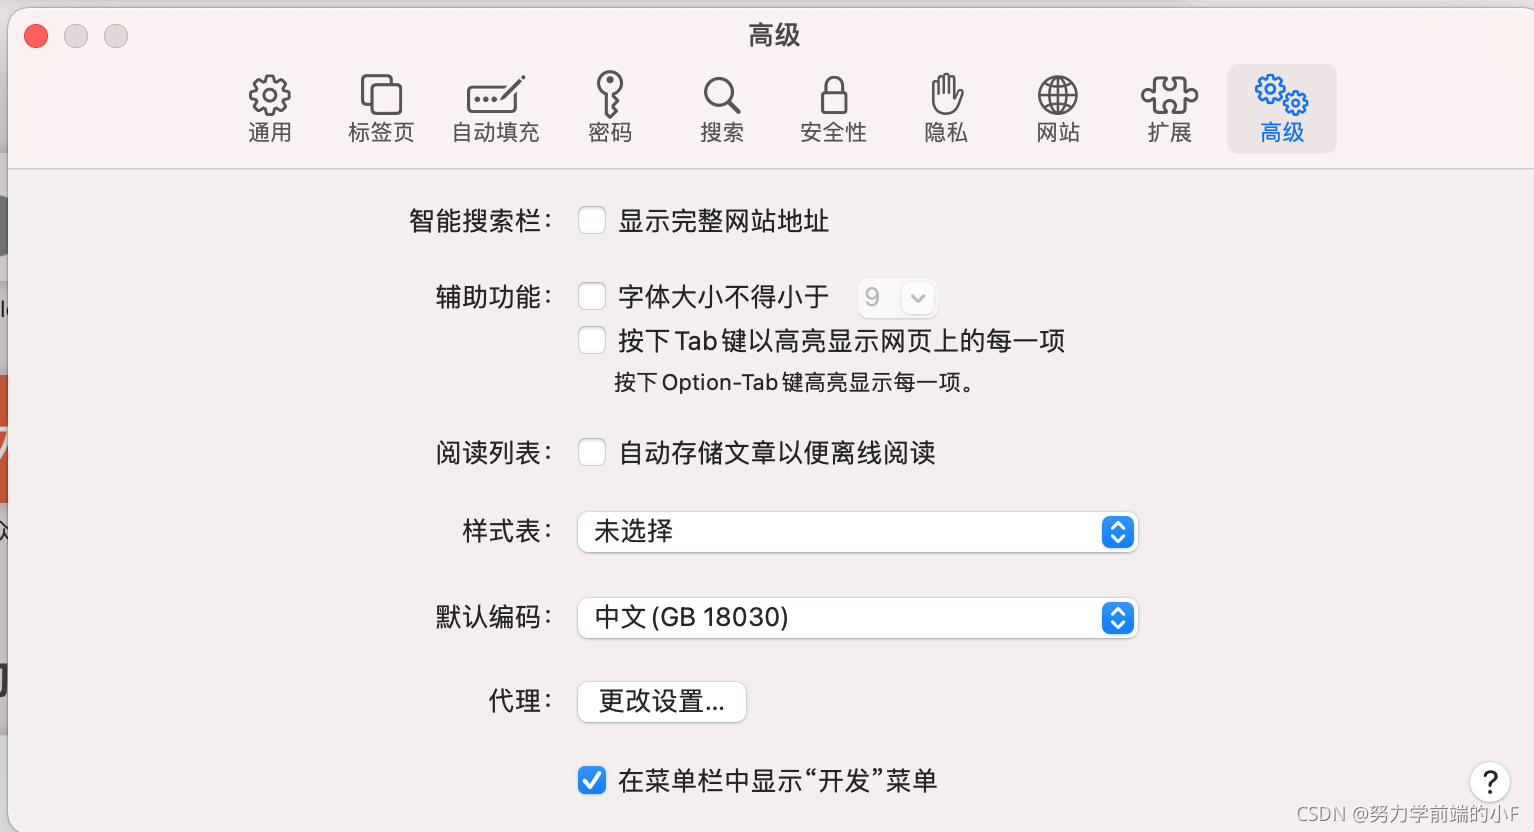 高级
通用 标签页 自动填充 密码 搜索 安全性 隐私 网站 扩展 高级
智能搜索栏： 显示完整网站地址
辅助功能： 字体大小不得小于 9
按下 Tab 键以高亮显示网页上的每一项
按下 Option-Tab 键高亮显示每一项。
阅读列表： 自动存储文章以便离线阅读
样式表： 未选择
默认编码： 中文 (GB 18030)
代理： 更改设置...
在菜单栏中显示“开发”菜单
?
CSDN @努力学前端的小F